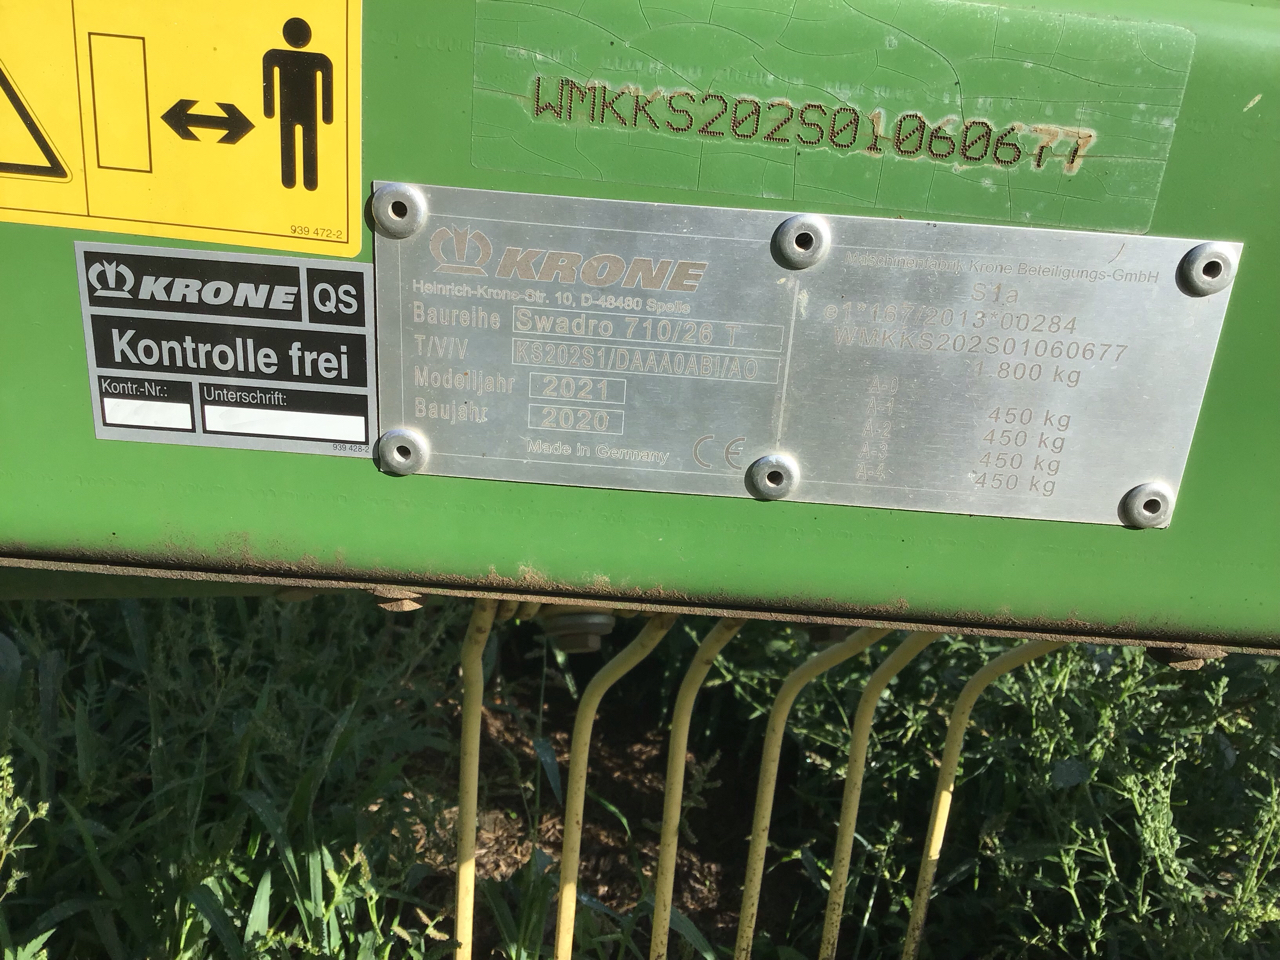 WMKKS202S01060677
939 472-2
KRONE QS
Kontrolle frei
Kontr.-Nr.: Unterschrift:
939 428-2
KRONE
Heinrich-Krone-Str. 10, D-48480 Spelle
Baureihe Swadro 710/26 T
T/V/V KS202S1/DAAA0AB1/AO
Modelljahr 2021
Baujahr 2020
Made in Germany CE
Maschinenfabrik Krone Beteiligungs-GmbH
S1a
e1*167/2013*00284
WMKKS202S01060677
1.800 kg
A-0
A-1 450 kg
A-2 450 kg
A-3 450 kg
A-4 450 kg